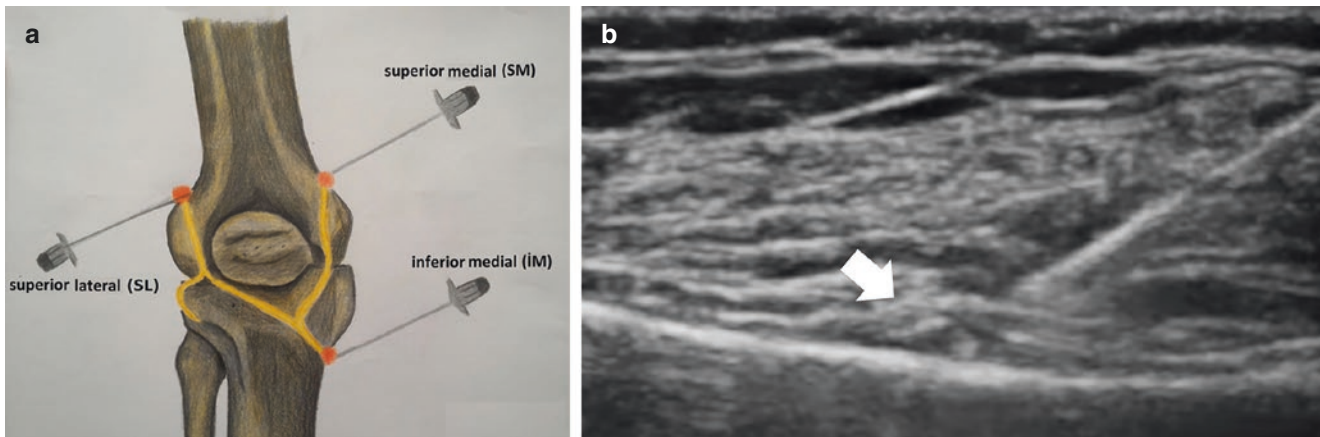 a
superior medial (SM)
superior lateral (SL)
inferior medial (İM)
b